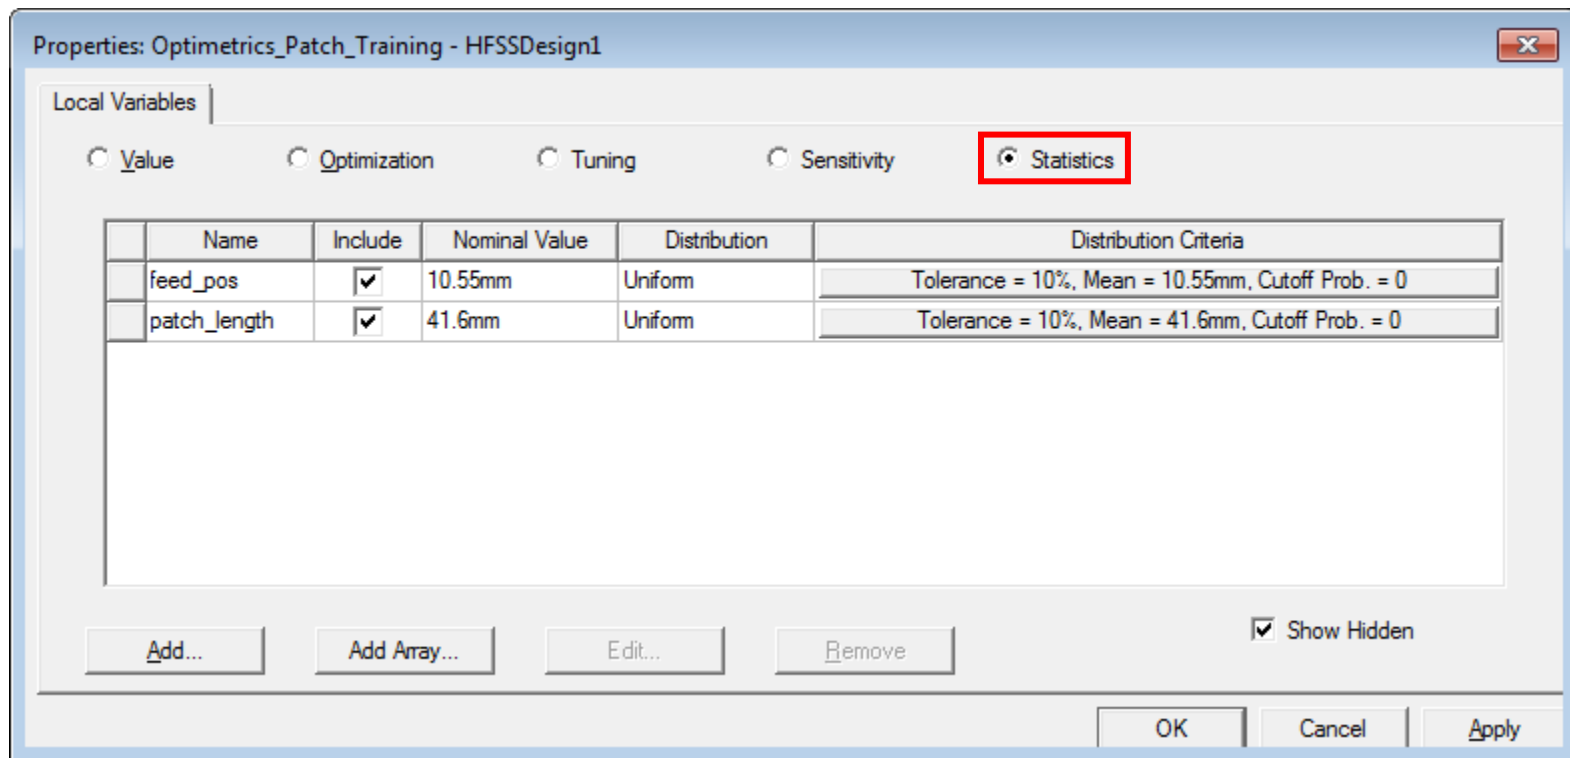 Properties: Optimetrics_Patch_Training - HFSSDesign1
Local Variables
Value Optimization Tuning Sensitivity Statistics
Name Include Nominal Value Distribution Distribution Criteria
feed_pos 10.55mm Uniform Tolerance = 10%, Mean = 10.55mm, Cutoff Prob. = 0
patch_length 41.6mm Uniform Tolerance = 10%, Mean = 41.6mm, Cutoff Prob. = 0
Show Hidden
Add... Add Array... Edit... Remove
OK Cancel Apply